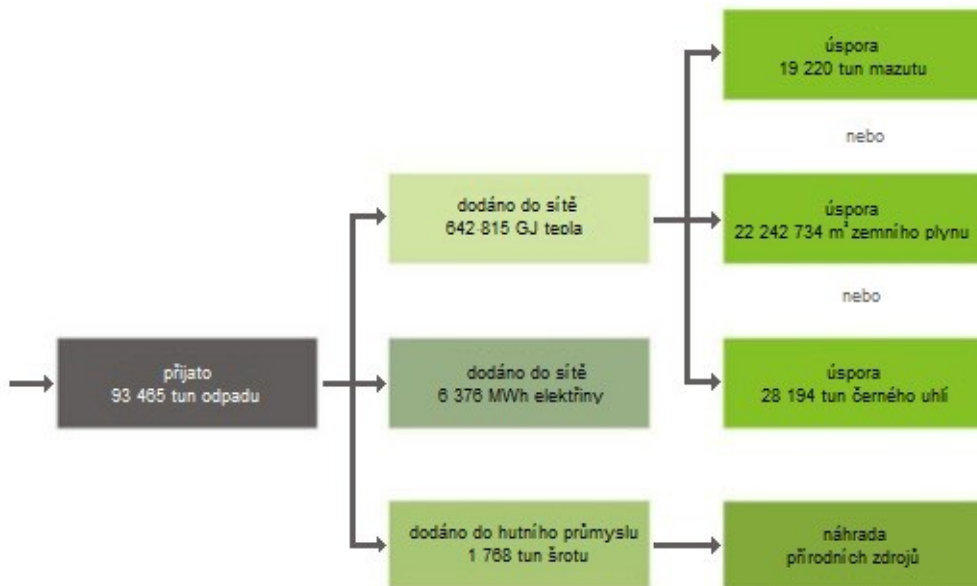 úspora
19 220 tun mazutu
nebo
dodáno do sítě
642 815 GJ tepla
úspora
22 242 734 m³ zemního plynu
nebo
přijato
93 465 tun odpadu
dodáno do sítě
6 376 MWh elektřiny
úspora
28 194 tun černého uhlí
dodáno do hutního průmyslu
1 768 tun šrotu
náhrada
přírodních zdrojů